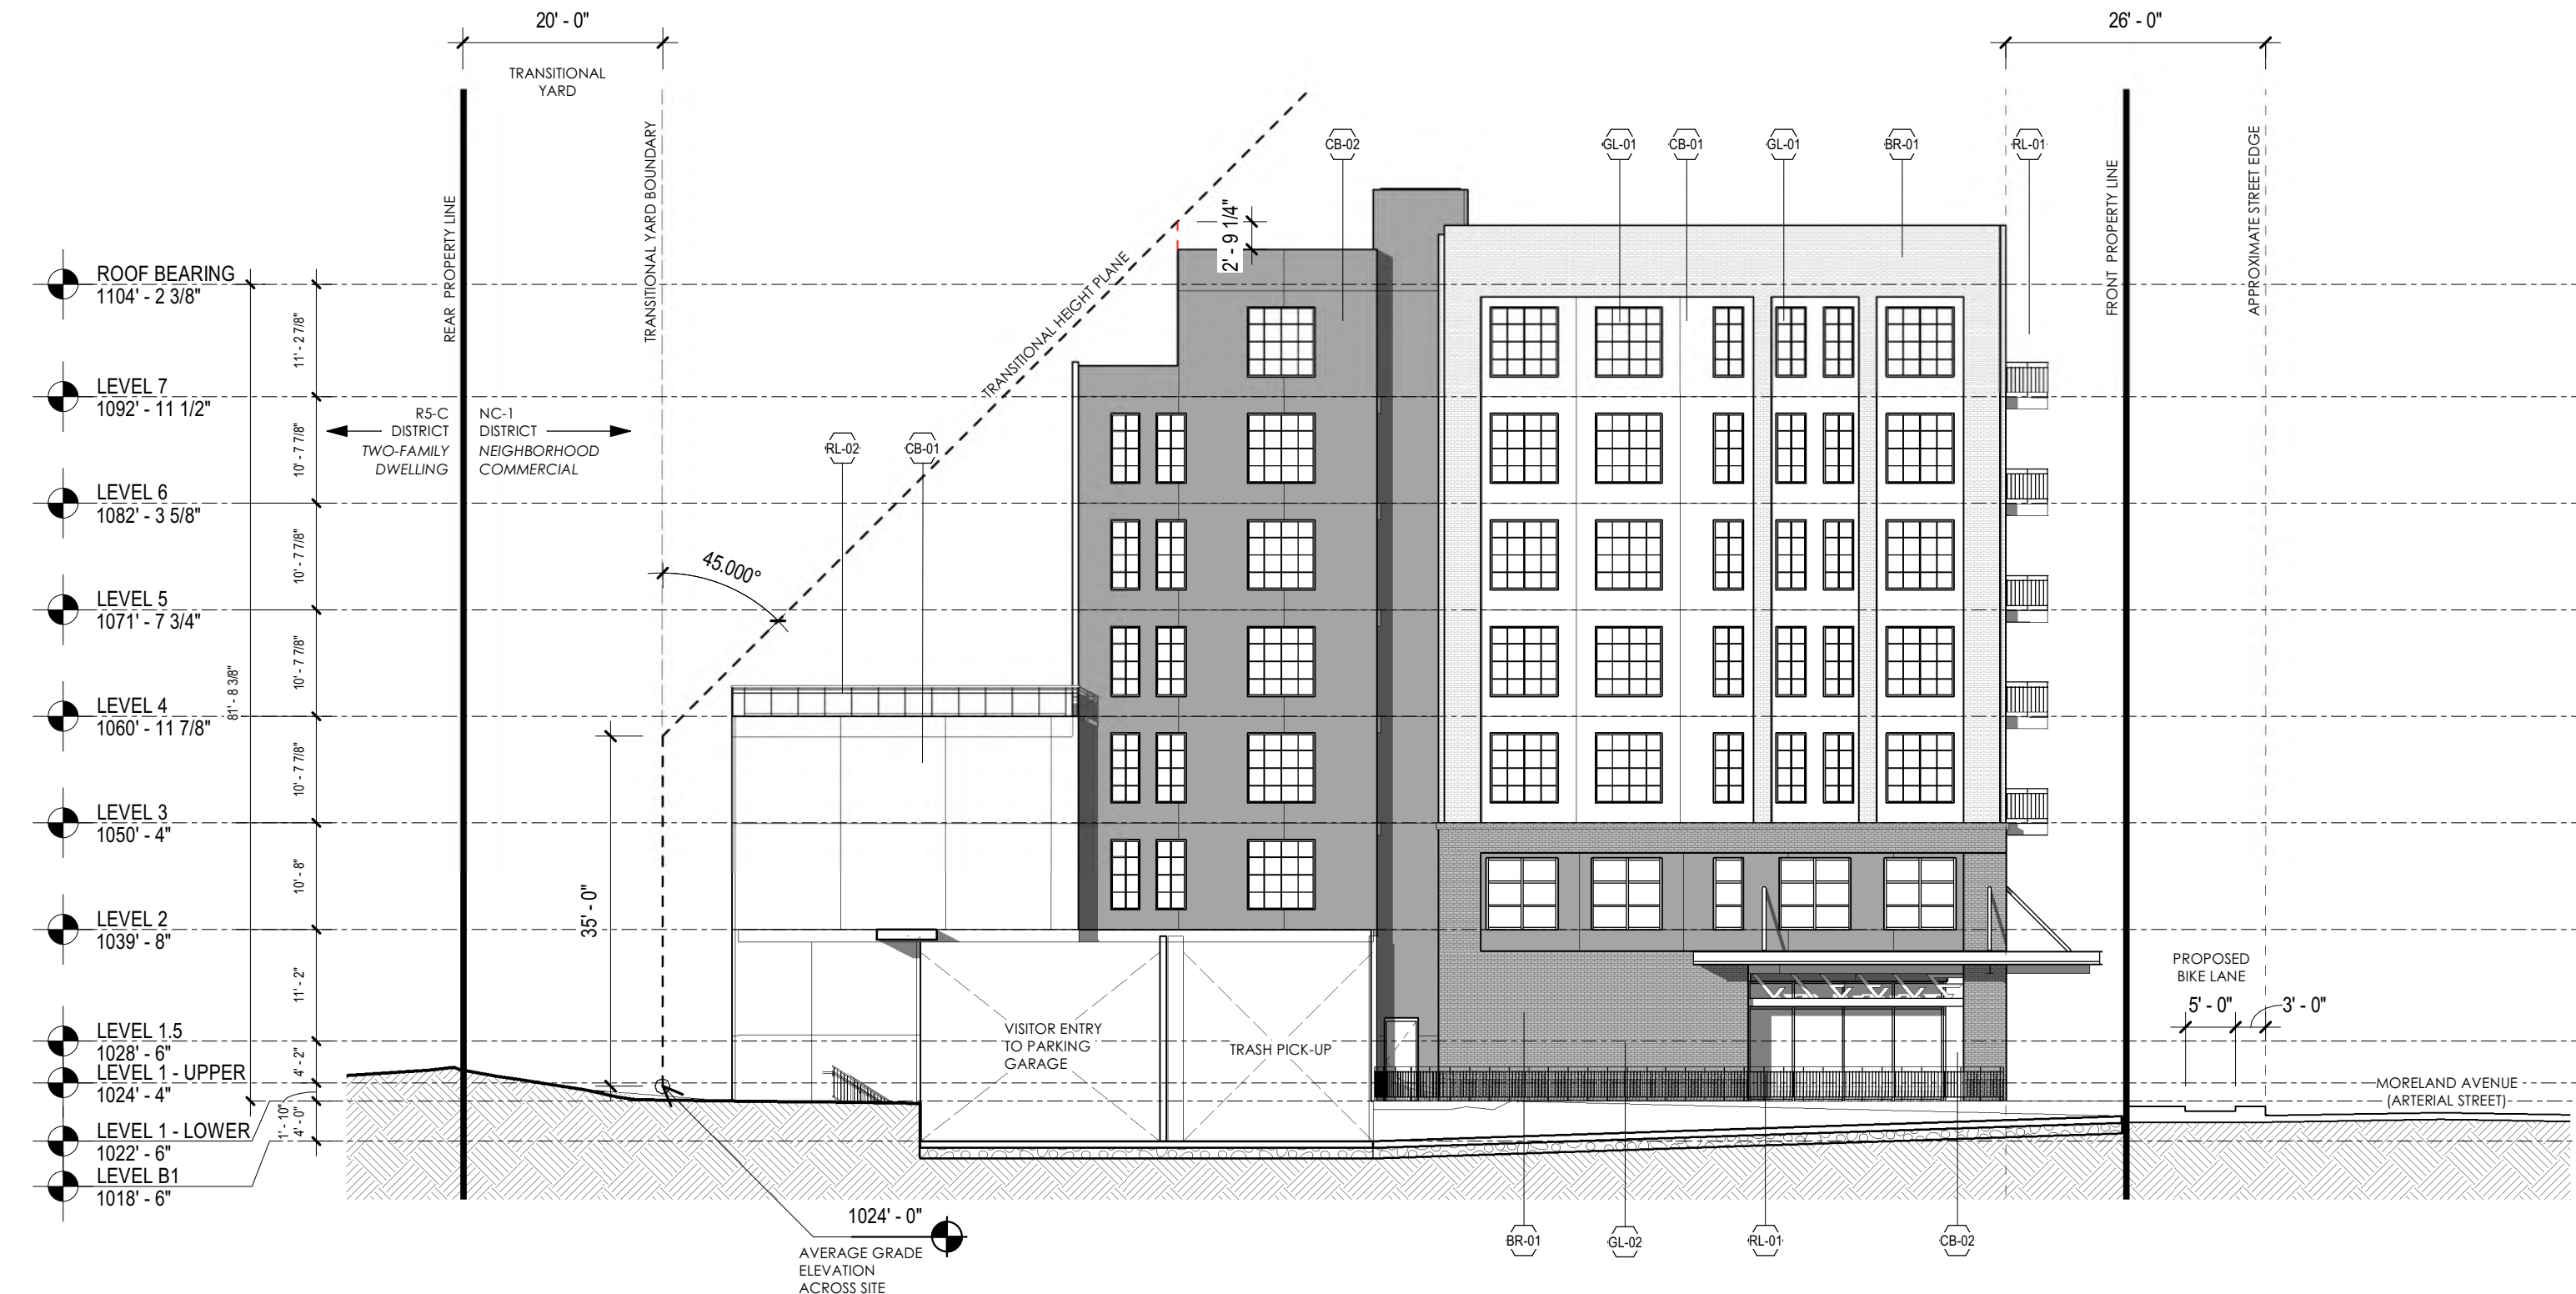 20' - 0"
26' - 0"
TRANSITIONAL
YARD
REAR PROPERTY LINE
TRANSITIONAL YARD BOUNDARY
TRANSITIONAL HEIGHT PLANE
2' - 9 1/4"
CB-02
GL-01
CB-01
GL-01
BR-01
RL-01
FRONT PROPERTY LINE
APPROXIMATE STREET EDGE
ROOF BEARING
1104' - 2 3/8"
11' - 2 7/8"
LEVEL 7
1092' - 11 1/2"
R5-C
DISTRICT
TWO-FAMILY
DWELLING
NC-1
DISTRICT
NEIGHBORHOOD
COMMERCIAL
RL-02
CB-01
10' - 7 7/8"
LEVEL 6
1082' - 3 5/8"
10' - 7 7/8"
45.000°
LEVEL 5
1071' - 7 3/4"
10' - 7 7/8"
81' - 8 3/8"
LEVEL 4
1060' - 11 7/8"
10' - 7 7/8"
LEVEL 3
1050' - 4"
10' - 8"
35' - 0"
LEVEL 2
1039' - 8"
11' - 2"
PROPOSED
BIKE LANE
5' - 0"
3' - 0"
LEVEL 1.5
1028' - 6"
4' - 2"
LEVEL 1 - UPPER
1024' - 4"
VISITOR ENTRY
TO PARKING
GARAGE
TRASH PICK-UP
MORELAND AVENUE
(ARTERIAL STREET)
1' - 10"
4' - 0"
LEVEL 1 - LOWER
1022' - 6"
LEVEL B1
1018' - 6"
1024' - 0"
AVERAGE GRADE
ELEVATION
ACROSS SITE
BR-01
GL-02
RL-01
CB-02